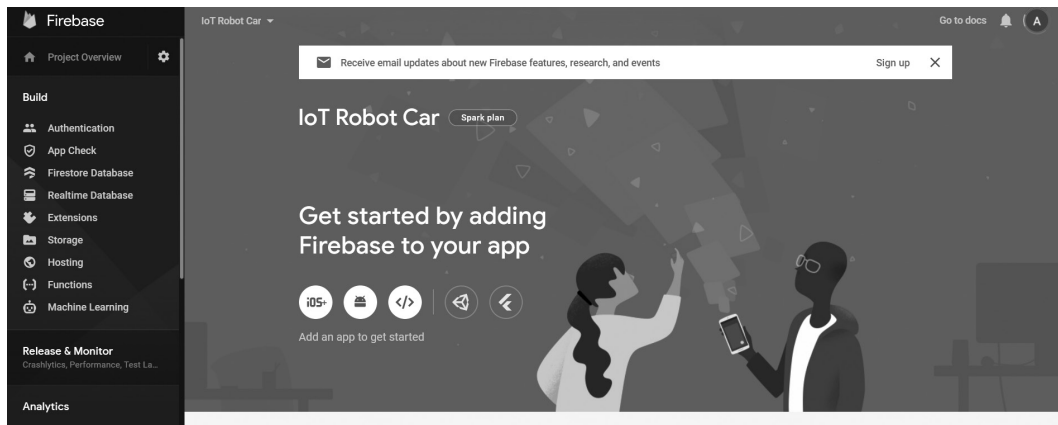 Firebase
Project Overview
Build
Authentication
App Check
Firestore Database
Realtime Database
Extensions
Storage
Hosting
Functions
Machine Learning
Release & Monitor
Crashlytics, Performance, Test La...
Analytics
IoT Robot Car
Go to docs
A
Receive email updates about new Firebase features, research, and events
Sign up
IoT Robot Car
Spark plan
Get started by adding
Firebase to your app
iOS+
Add an app to get started